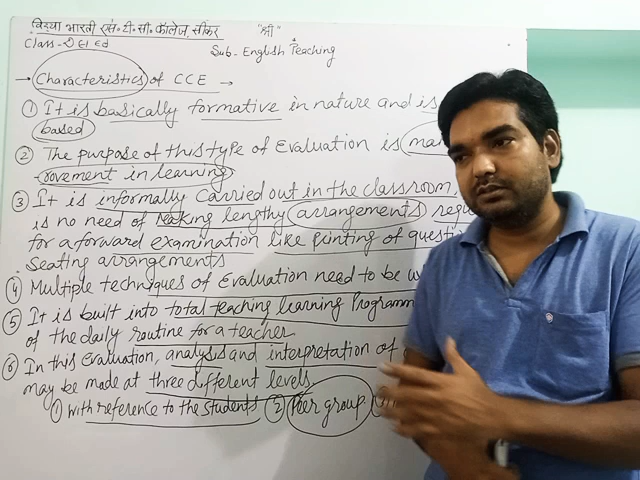 "श्री"
विद्या भारती एस॰ टी॰ सी॰ कॉलेज, सीकर
Class -
Sub - English Teaching
→ Characteristics of CCE →
① It is basically formative in nature and is
based
② The purpose of this type of Evaluation is
rovement in learning
③ It is informally carried out in the classroom,
is no need of making lengthy arrangements
for a forward examination like printing of
Seating arrangements
④ Multiple techniques of Evaluation need to be
⑤ It is built into total teaching learning
of the daily routine for a teacher
⑥ In this Evaluation, analysis and interpretation of
may be made at three different levels
① with reference to the students ② Peer group ③